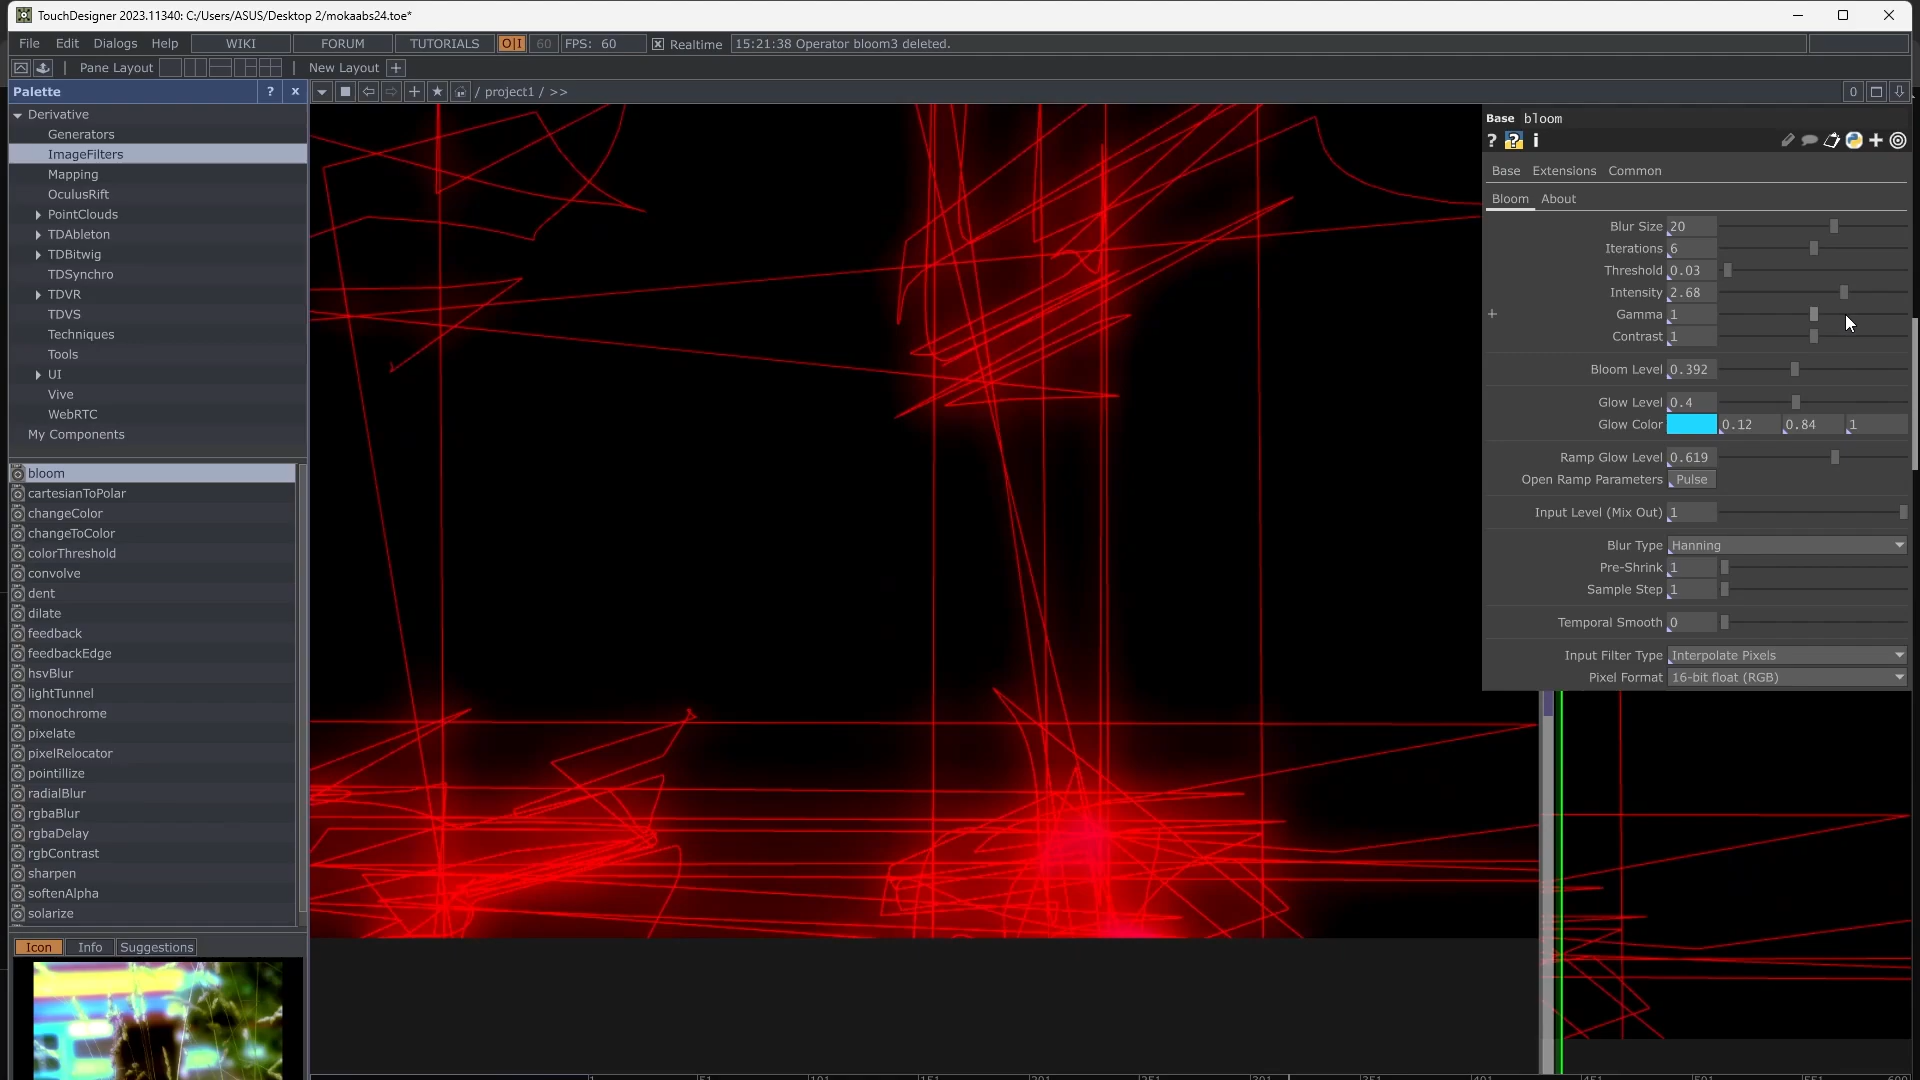 TouchDesigner 2023.11340: C:/Users/ASUS/Desktop 2/mokaabs24.toe*
File Edit Dialogs Help WIKI FORUM TUTORIALS O|I 60 FPS: 60 Realtime 15:21:38 Operator bloom3 deleted.
Pane Layout New Layout +
Palette ? x / project1 / >> 0
Derivative
Generators
ImageFilters
Mapping
OculusRift
PointClouds
TDAbleton
TDBitwig
TDSynchro
TDVR
TDVS
Techniques
Tools
UI
Vive
WebRTC
My Components
bloom
cartesianToPolar
changeColor
changeToColor
colorThreshold
convolve
dent
dilate
feedback
feedbackEdge
hsvBlur
lightTunnel
monochrome
pixelate
pixelRelocator
pointillize
radialBlur
rgbaBlur
rgbaDelay
rgbContrast
sharpen
softenAlpha
solarize
Icon Info Suggestions
Base bloom
? ? i
Base Extensions Common
Bloom About
Blur Size 20
Iterations 6
Threshold 0.03
Intensity 2.68
+ Gamma 1
Contrast 1
Bloom Level 0.392
Glow Level 0.4
Glow Color 0.12 0.84 1
Ramp Glow Level 0.619
Open Ramp Parameters Pulse
Input Level (Mix Out) 1
Blur Type Hanning
Pre-Shrink 1
Sample Step 1
Temporal Smooth 0
Input Filter Type Interpolate Pixels
Pixel Format 16-bit float (RGB)